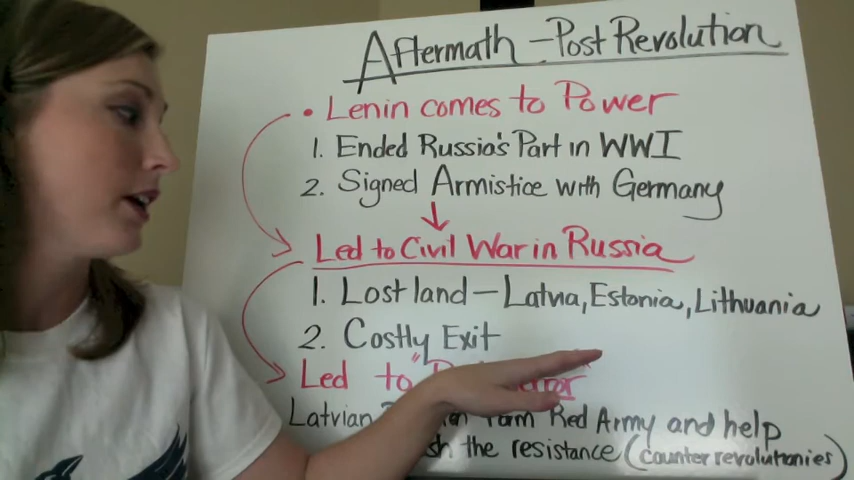 Aftermath - Post Revolution
• Lenin comes to Power
1. Ended Russia's Part in WWI
2. Signed Armistice with Germany
Led to Civil War in Russia
1. Lost land - Latvia, Estonia, Lithuania
2. Costly Exit
Led to "
Latvian Red Army and help
the resistance (counter revolutionies)